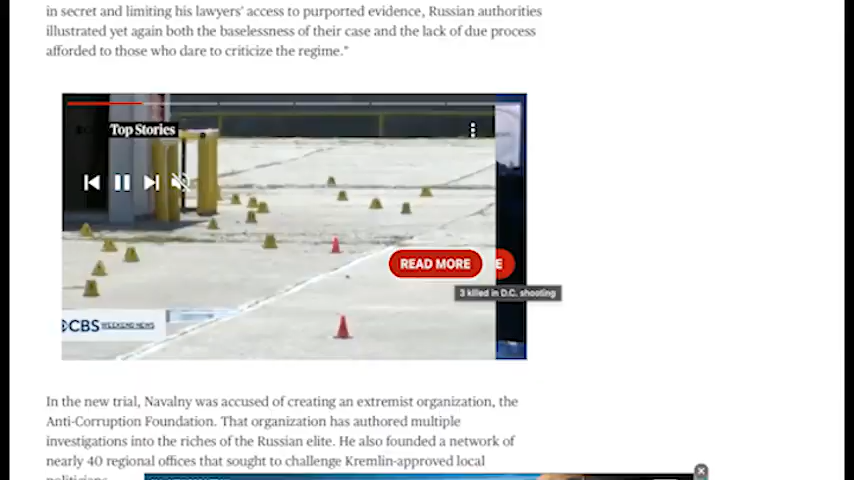 in secret and limiting his lawyers' access to purported evidence, Russian authorities
illustrated yet again both the baselessness of their case and the lack of due process
afforded to those who dare to criticize the regime."
Top Stories
READ MORE
E
3 killed in D.C. shooting
CBS WEEKEND NEWS
In the new trial, Navalny was accused of creating an extremist organization, the
Anti-Corruption Foundation. That organization has authored multiple
investigations into the riches of the Russian elite. He also founded a network of
nearly 40 regional offices that sought to challenge Kremlin-approved local
politicians.